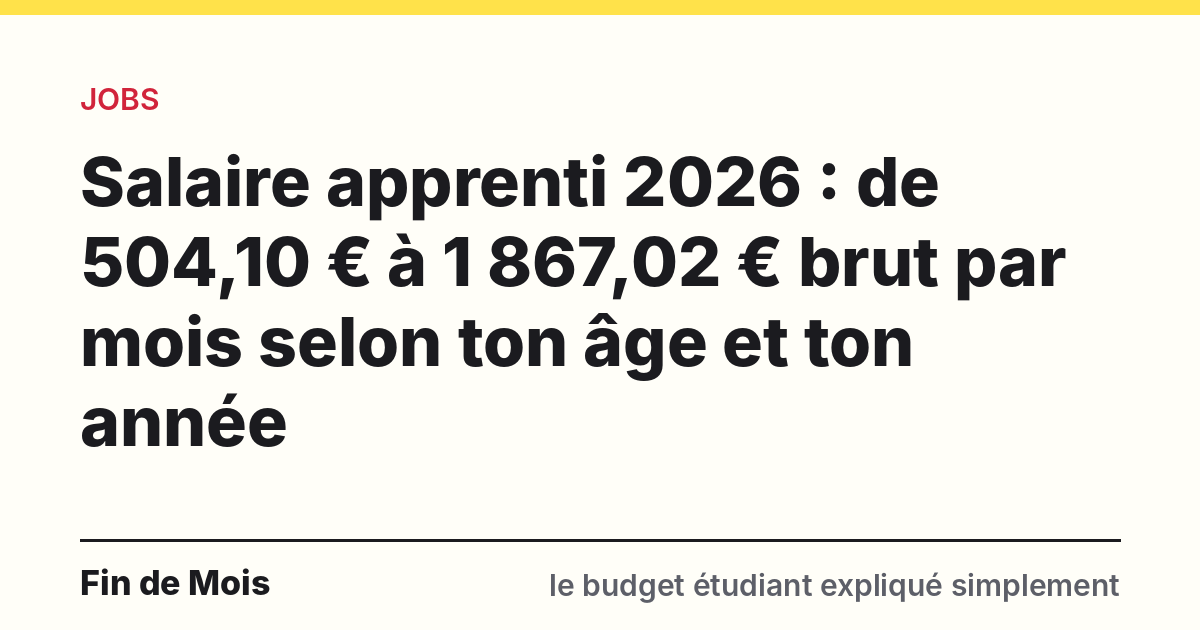 JOBS
Salaire apprenti 2026 : de
504,10 € à 1 867,02 € brut par
mois selon ton âge et ton
année
Fin de Mois
le budget étudiant expliqué simplement